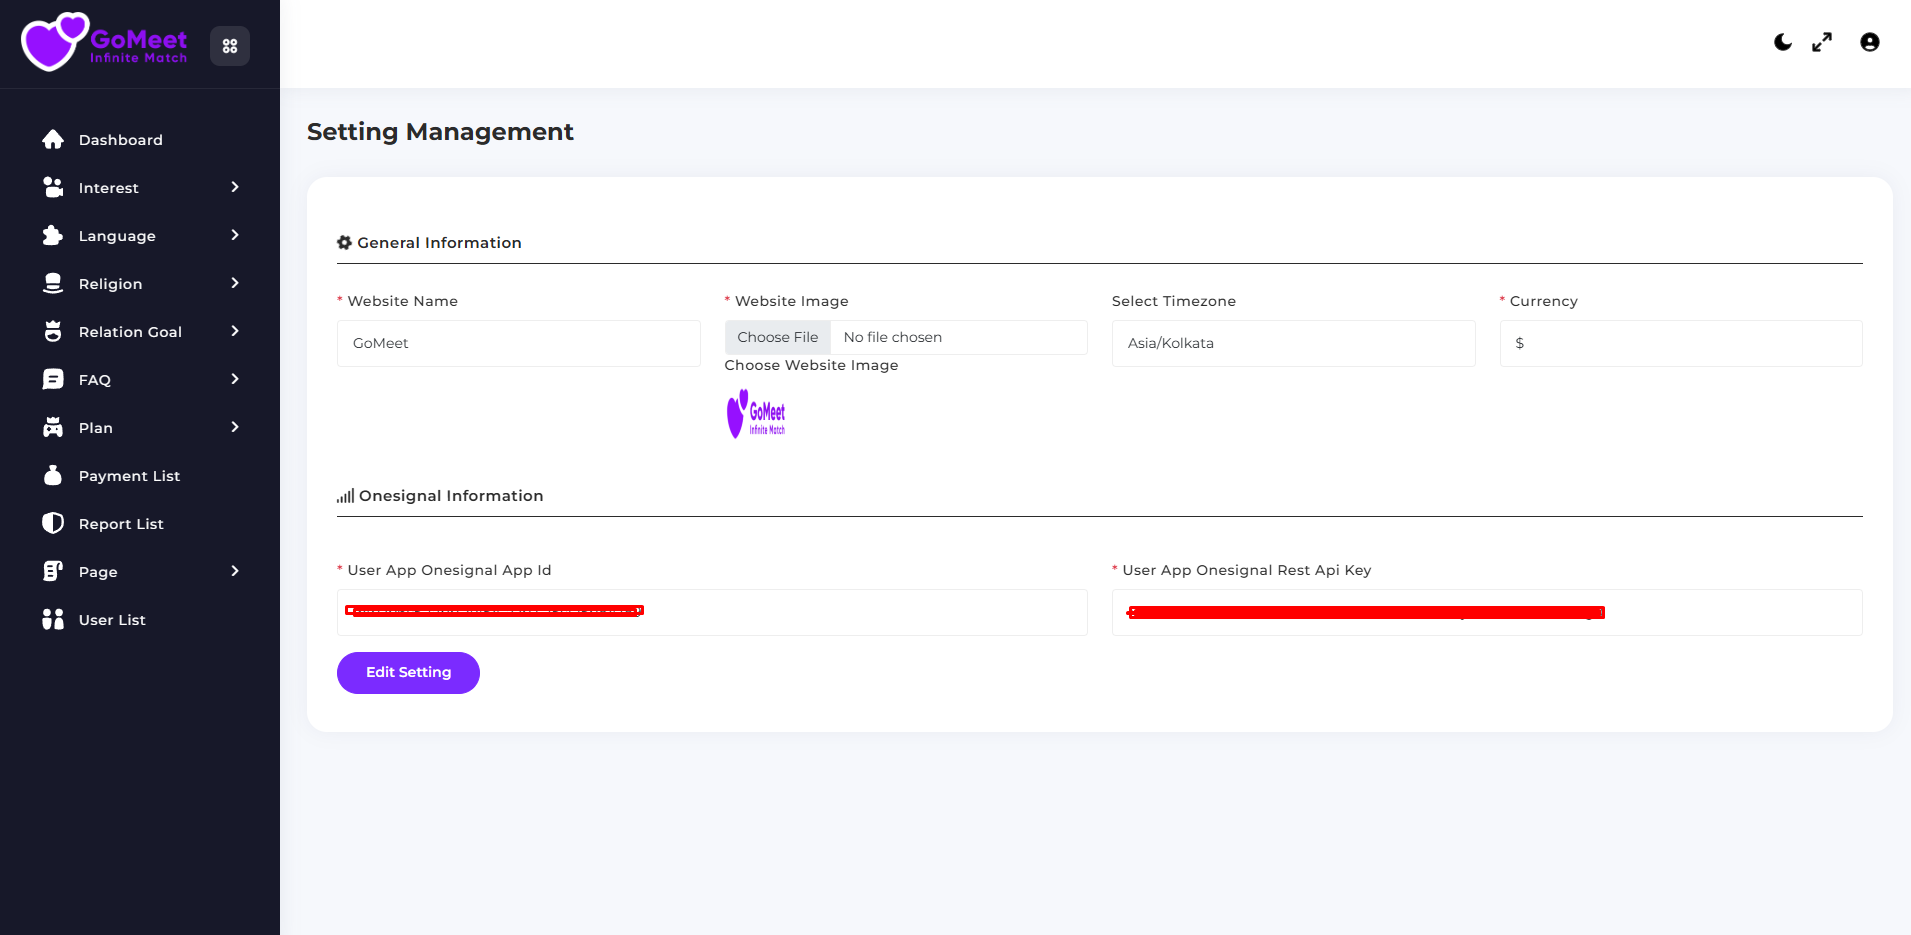 GoMeet
Infinite Match
Dashboard
Interest
Language
Religion
Relation Goal
FAQ
Plan
Payment List
Report List
Page
User List
Setting Management
General Information
* Website Name
GoMeet
* Website Image
Choose File No file chosen
Choose Website Image
GoMeet
Infinite Match
Select Timezone
Asia/Kolkata
* Currency
$
Onesignal Information
* User App Onesignal App Id
* User App Onesignal Rest Api Key
Edit Setting